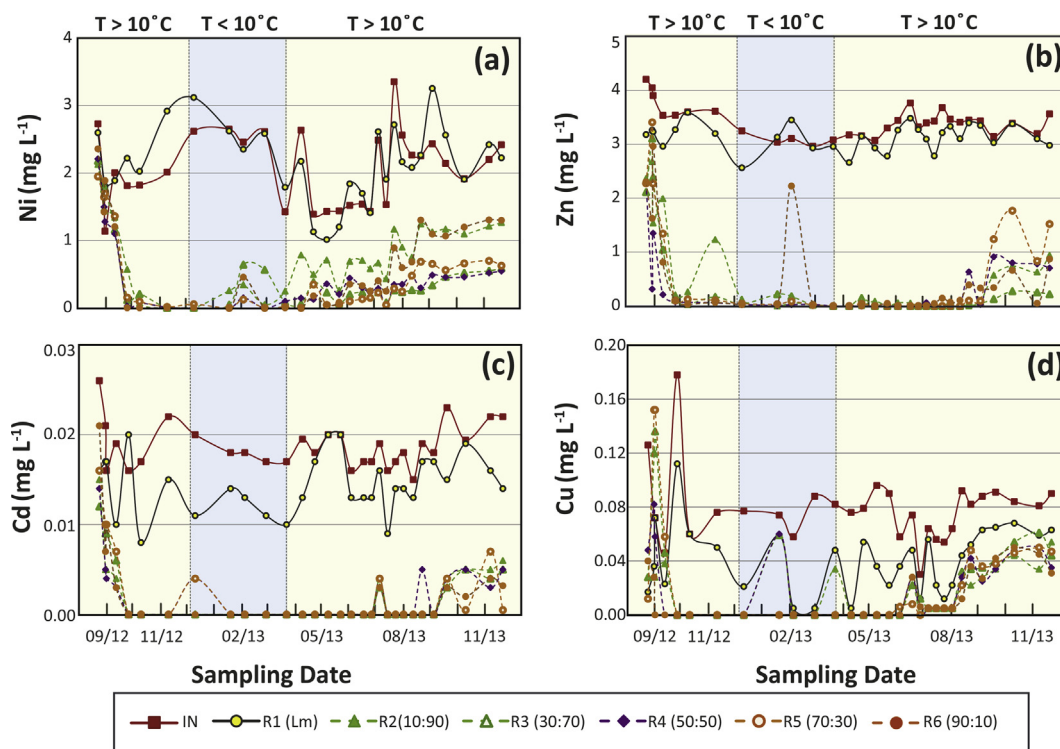 T > 10˚C T < 10˚C T > 10˚C
T > 10˚C T < 10˚C T > 10˚C
(a)
Ni (mg L-1)
4
3
2
1
0
(b)
Zn (mg L-1)
5
4
3
2
1
0
(c)
Cd (mg L-1)
0.03
0.02
0.01
0.00
09/12 11/12 02/13 05/13 08/13 11/13
Sampling Date
(d)
Cu (mg L-1)
0.20
0.16
0.12
0.08
0.04
0.00
09/12 11/12 02/13 05/13 08/13 11/13
Sampling Date
IN R1 (Lm) R2(10:90) R3 (30:70) R4 (50:50) R5 (70:30) R6 (90:10)